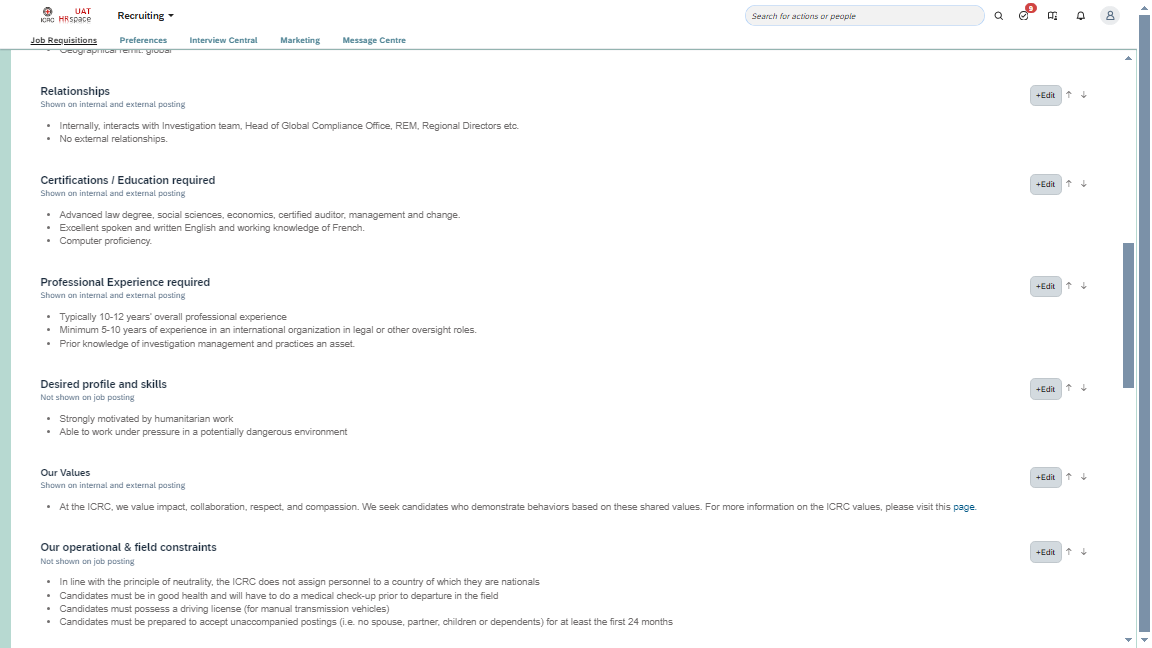 UAT
ICRC HRspace
Recruiting
Search for actions or people
9
Job Requisitions
Preferences
Interview Central
Marketing
Message Centre
Geographical remit: global
Relationships
+Edit
Shown on internal and external posting
Internally, interacts with Investigation team, Head of Global Compliance Office, REM, Regional Directors etc.
No external relationships.
Certifications / Education required
+Edit
Shown on internal and external posting
Advanced law degree, social sciences, economics, certified auditor, management and change.
Excellent spoken and written English and working knowledge of French.
Computer proficiency.
Professional Experience required
+Edit
Shown on internal and external posting
Typically 10-12 years' overall professional experience
Minimum 5-10 years of experience in an international organization in legal or other oversight roles.
Prior knowledge of investigation management and practices an asset.
Desired profile and skills
+Edit
Not shown on job posting
Strongly motivated by humanitarian work
Able to work under pressure in a potentially dangerous environment
Our Values
+Edit
Shown on internal and external posting
At the ICRC, we value impact, collaboration, respect, and compassion. We seek candidates who demonstrate behaviors based on these shared values. For more information on the ICRC values, please visit this page.
Our operational & field constraints
+Edit
Not shown on job posting
In line with the principle of neutrality, the ICRC does not assign personnel to a country of which they are nationals
Candidates must be in good health and will have to do a medical check-up prior to departure in the field
Candidates must possess a driving license (for manual transmission vehicles)
Candidates must be prepared to accept unaccompanied postings (i.e. no spouse, partner, children or dependents) for at least the first 24 months